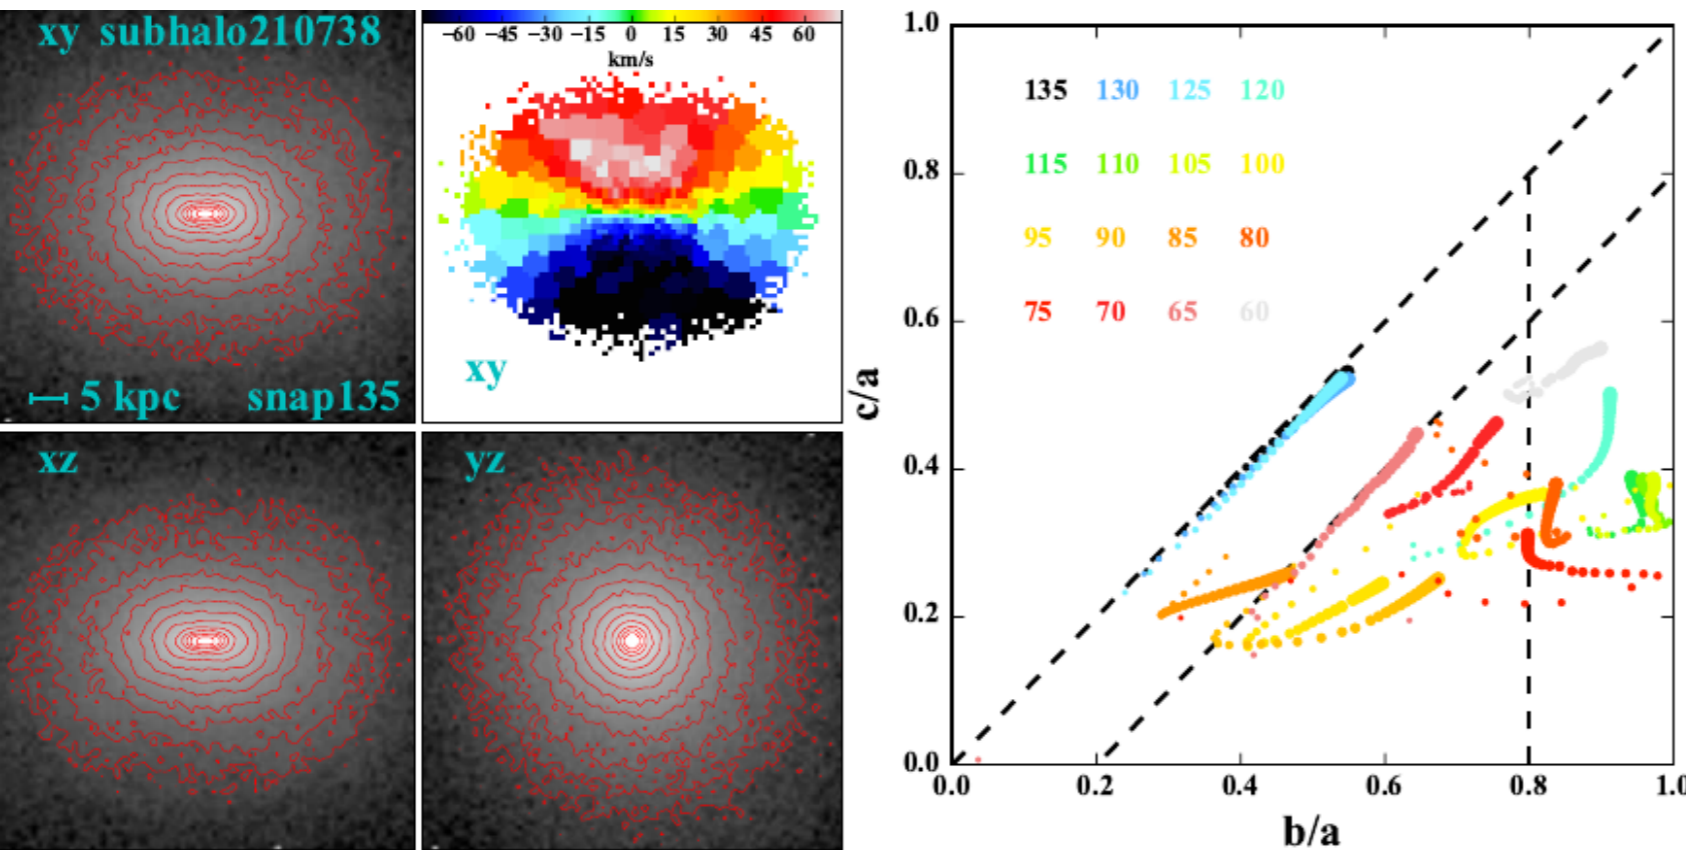 xy subhalo210738
5 kpc snap135
−60 −45 −30 −15 0 15 30 45 60
km/s
xy
xz
yz
1.0
0.8
0.6
0.4
0.2
0.0
c/a
135 130 125 120
115 110 105 100
95 90 85 80
75 70 65 60
0.0 0.2 0.4 0.6 0.8 1.0
b/a